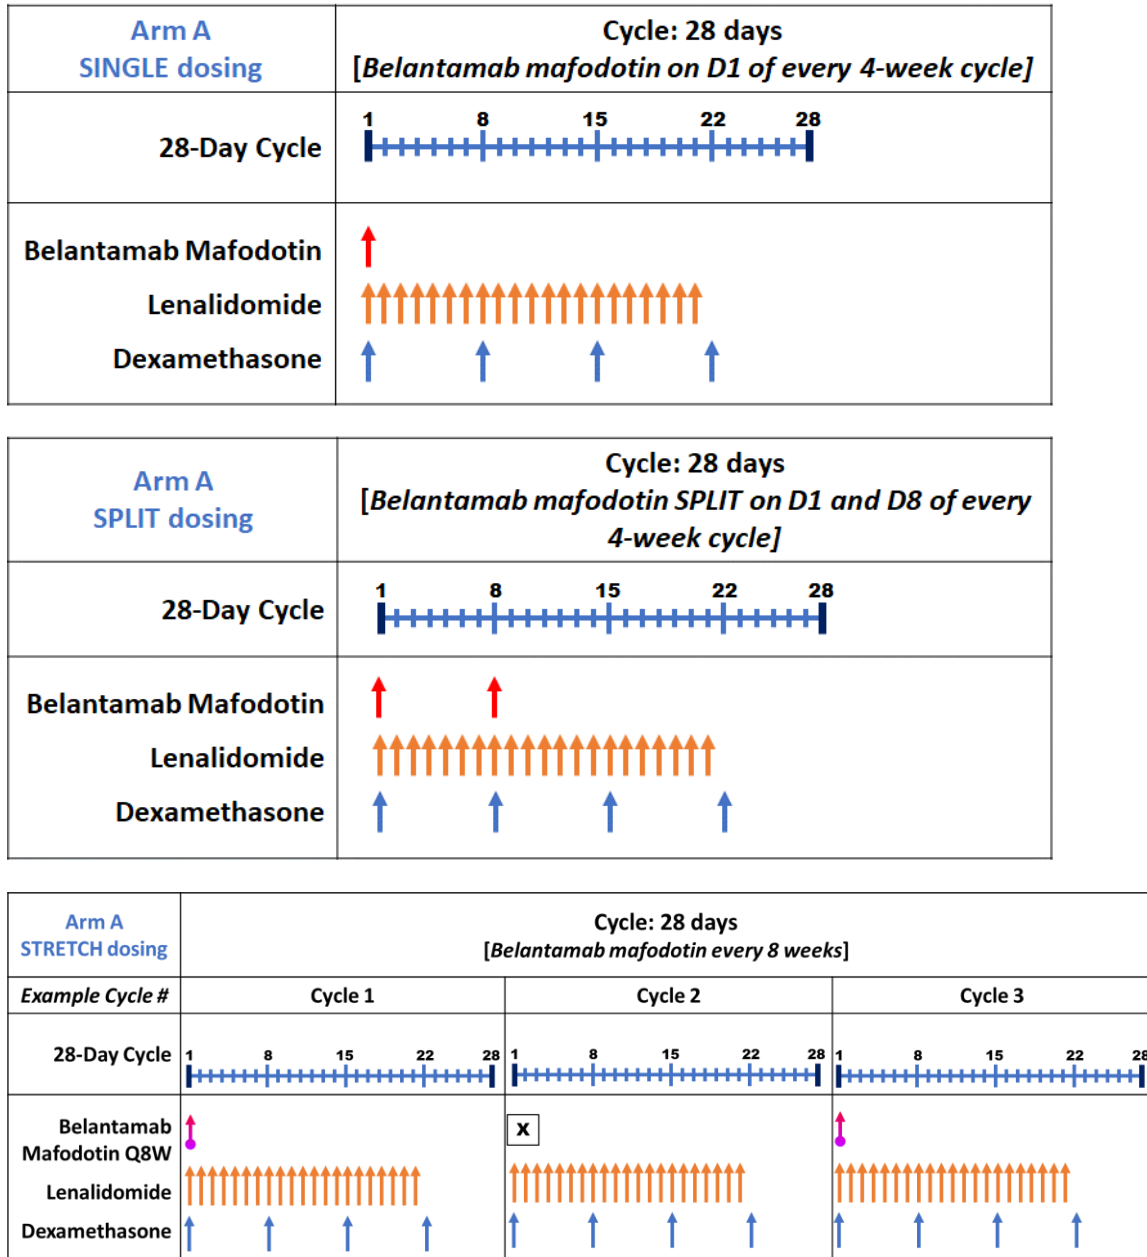 Arm A
SINGLE dosing
Cycle: 28 days
[Belantamab mafodotin on D1 of every 4-week cycle]
28-Day Cycle
1 8 15 22 28
Belantamab Mafodotin
Lenalidomide
Dexamethasone
Arm A
SPLIT dosing
Cycle: 28 days
[Belantamab mafodotin SPLIT on D1 and D8 of every
4-week cycle]
28-Day Cycle
1 8 15 22 28
Belantamab Mafodotin
Lenalidomide
Dexamethasone
Arm A
STRETCH dosing
Cycle: 28 days
[Belantamab mafodotin every 8 weeks]
Example Cycle # Cycle 1 Cycle 2 Cycle 3
28-Day Cycle 1 8 15 22 28 1 8 15 22 28 1 8 15 22 28
Belantamab
Mafodotin Q8W
X
Lenalidomide
Dexamethasone